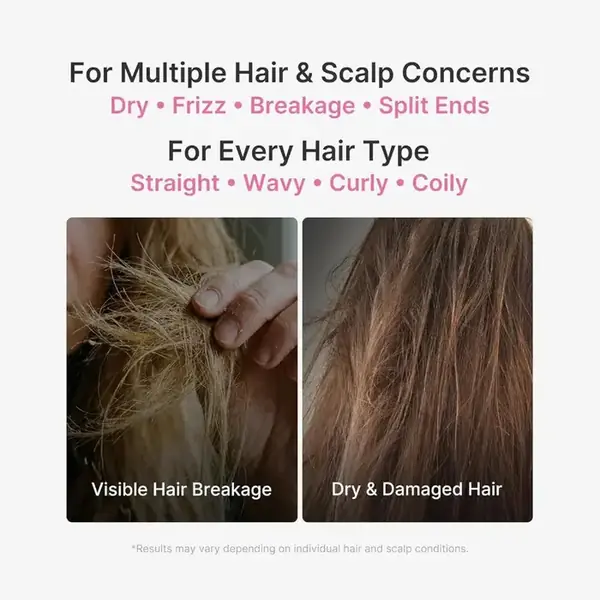 For Multiple Hair & Scalp Concerns
Dry • Frizz • Breakage • Split Ends
For Every Hair Type
Straight • Wavy • Curly • Coily
Visible Hair Breakage
Dry & Damaged Hair
*Results may vary depending on individual hair and scalp conditions.